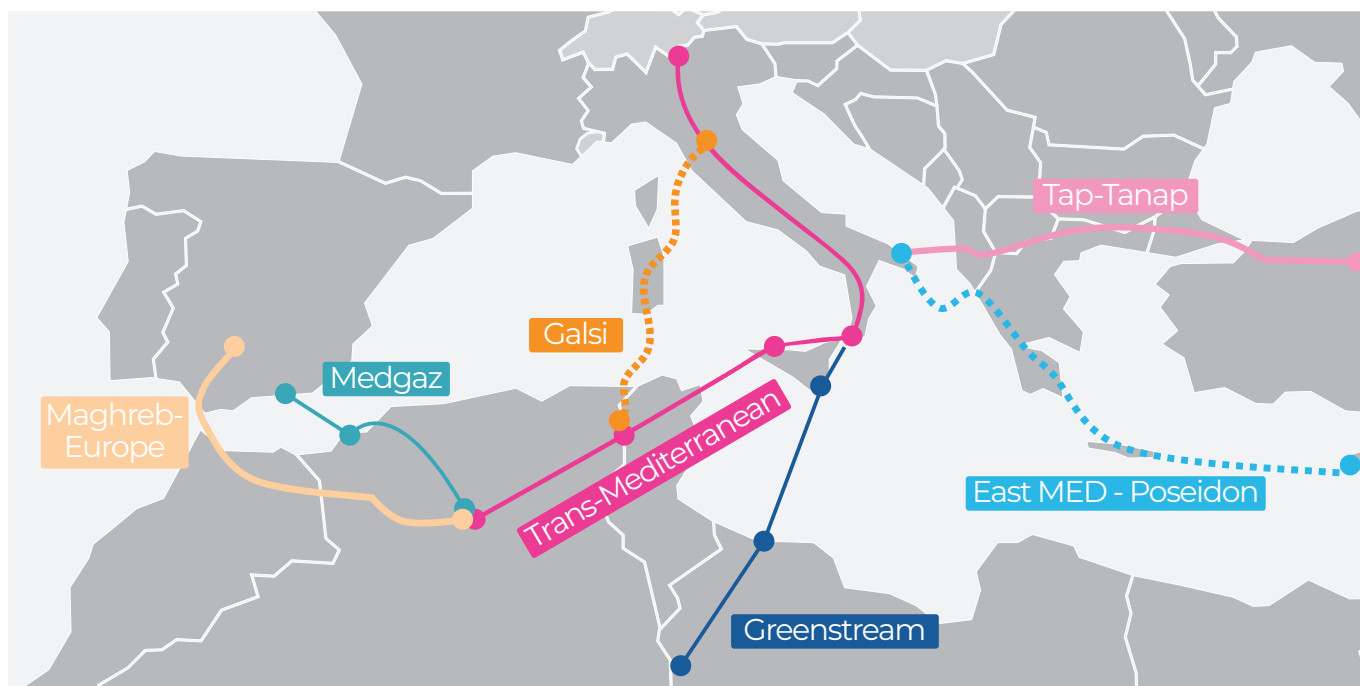 Tap-Tanap
Galsi
Medgaz
Maghreb-
Europe
Trans-Mediterranean
East MED - Poseidon
Greenstream